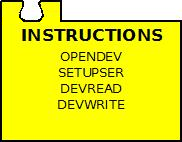 INSTRUCTIONS
OPENDEV
SETUPSER
DEVREAD
DEVWRITE